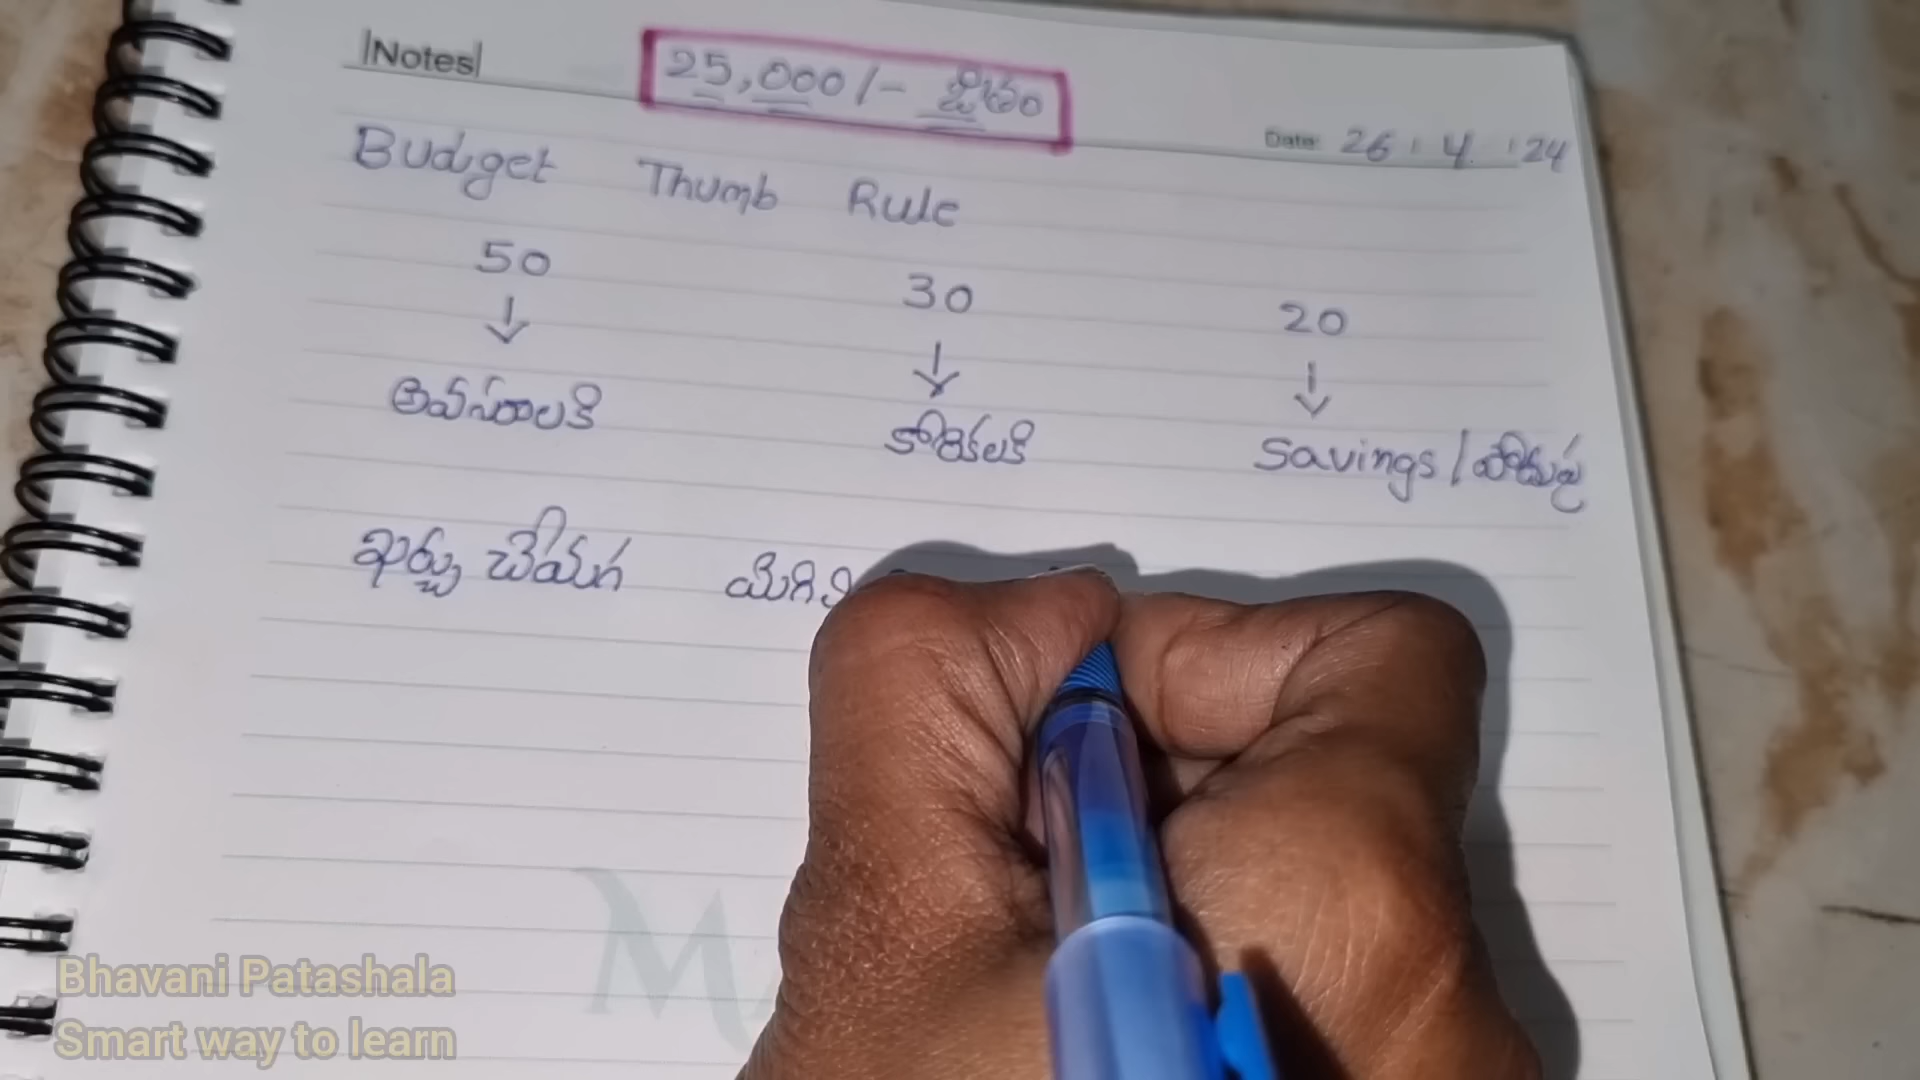 |Notes|
25,000/- జీతం
Date: 26 : 4 : 24
Budget Thumb Rule
50 30 20
↓ ↓ ↓
అవసరాలకి కోరికలకి Savings / పొదుపు
ఖర్చు చేయగ
Bhavani Patashala
Smart way to learn